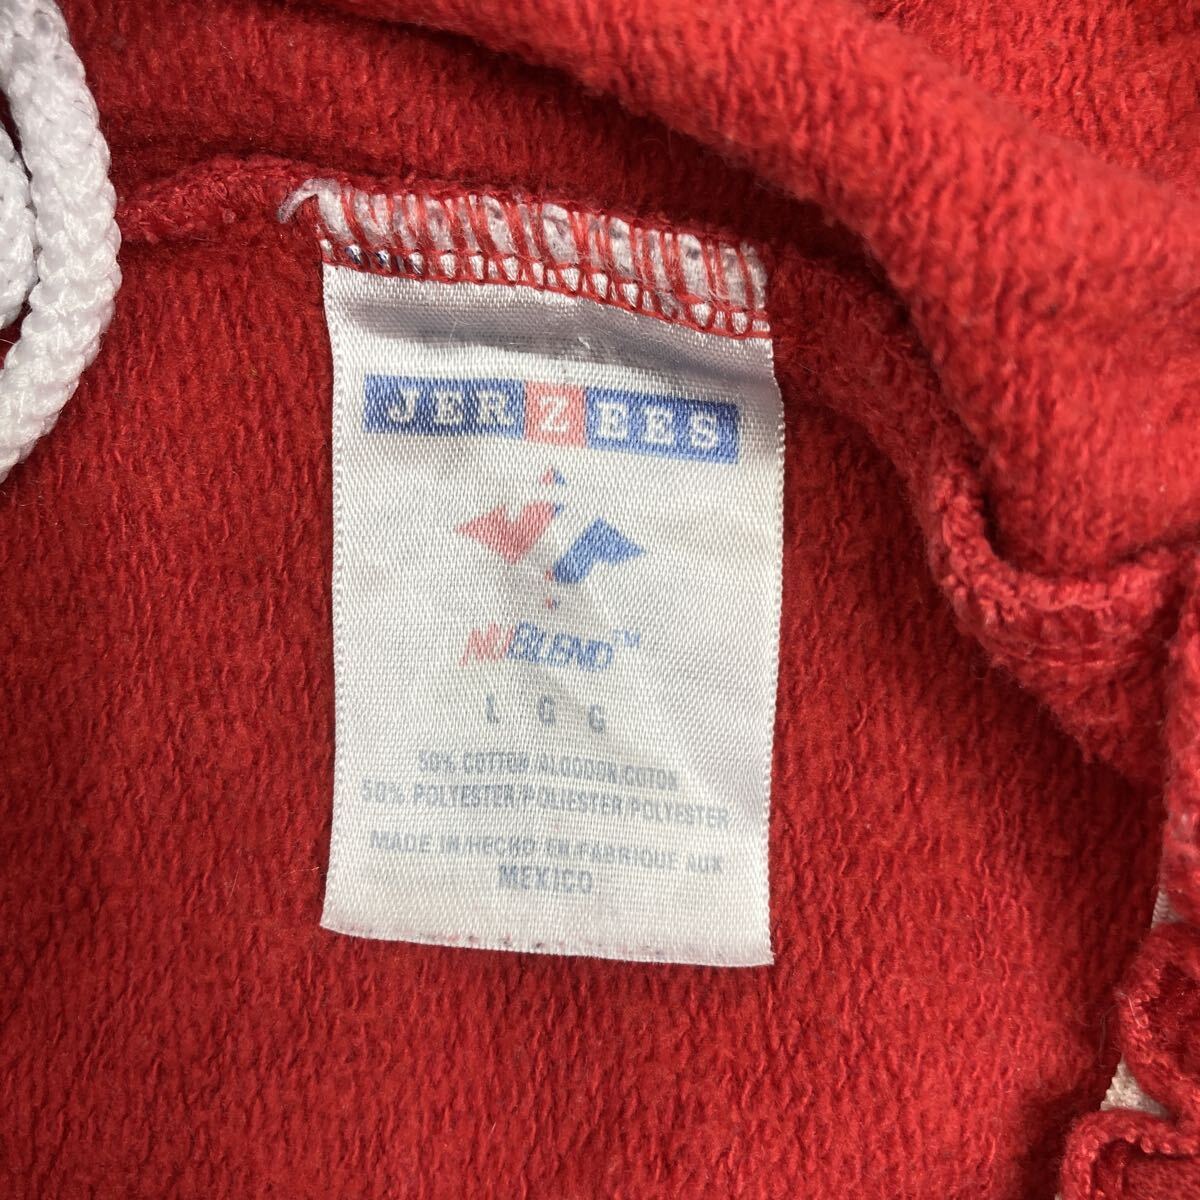 JERZEES
NUBLEND™
L G G
50% COTTON/ALGODON/COTON
50% POLYESTER/POLIESTER/POLYESTER
MADE IN/HECHO EN/FABRIQUE AUX
MEXICO